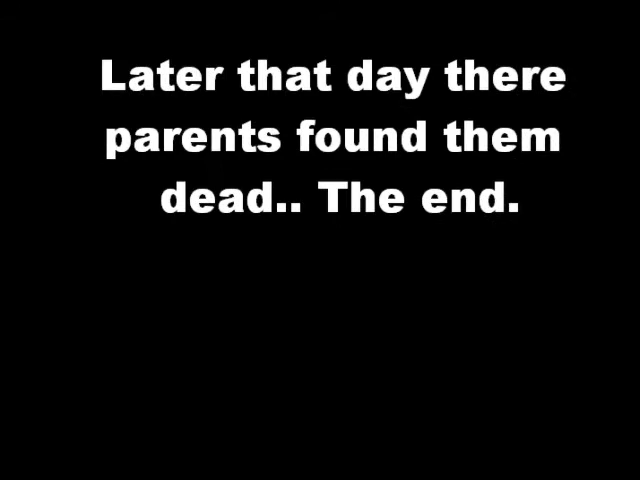 Later that day there
parents found them
dead.. The end.